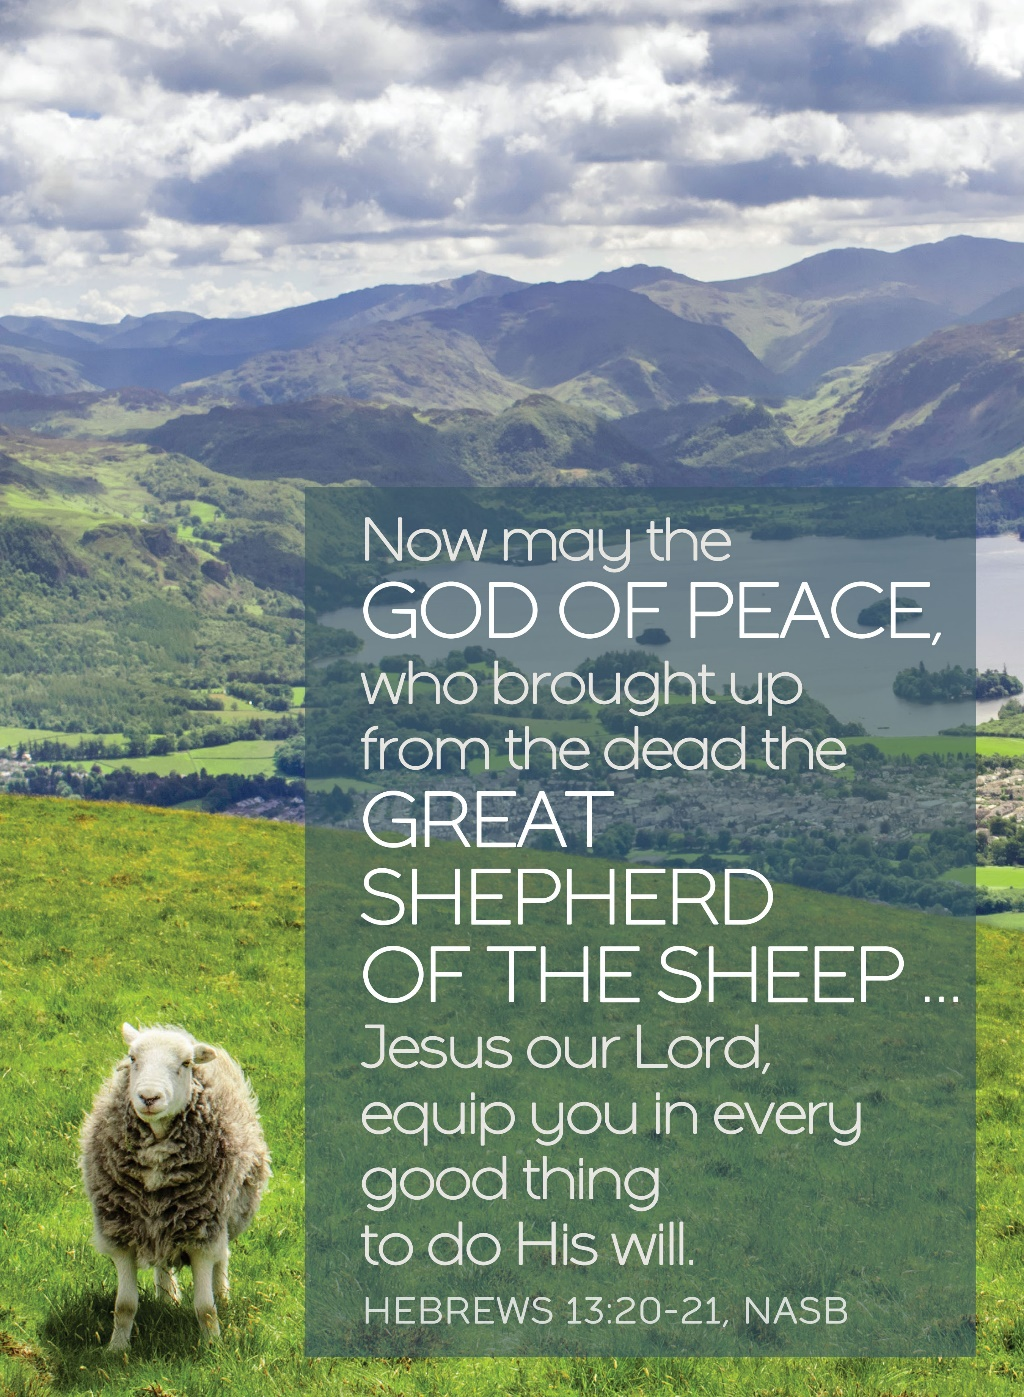 Now may the
GOD OF PEACE,
who brought up
from the dead the
GREAT
SHEPHERD
OF THE SHEEP ...
Jesus our Lord,
equip you in every
good thing
to do His will.
HEBREWS 13:20-21, NASB